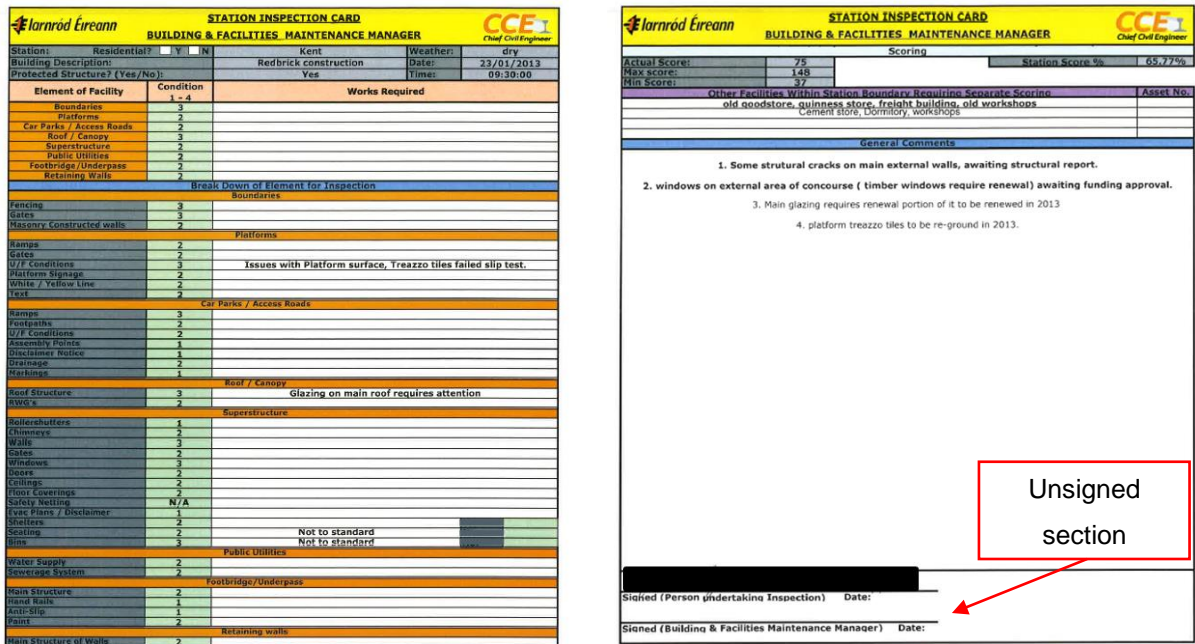 Iarnród Éireann
STATION INSPECTION CARD
BUILDING & FACILITIES MAINTENANCE MANAGER
CCE
Chief Civil Engineer
Station: Residential? Y N Kent Weather: dry
Building Description: Redbrick construction Date: 23/01/2013
Protected Structure? (Yes/No): Yes Time: 09:30:00
Element of Facility Condition 1 - 4 Works Required
Boundaries 3
Platforms 2
Car Parks / Access Roads 2
Roof / Canopy 3
Superstructure 2
Public Utilities 2
Footbridge/Underpass 2
Retaining Walls 2
Break Down of Element for Inspection
Boundaries
Fencing 3
Gates 3
Masonry Constructed walls 2
Platforms
Ramps 2
Gates 2
U/F Conditions 3 Issues with Platform surface, Treazzo tiles failed slip test.
Platform Signage 2
White / Yellow Line 2
Text 2
Car Parks / Access Roads
Ramps 3
Footpaths 2
U/F Conditions 2
Assembly Points 1
Disclaimer Notice 1
Drainage 2
Markings 1
Roof / Canopy
Roof Structure 3 Glazing on main roof requires attention
RWG's 2
Superstructure
Rollershutters 1
Chimneys 2
Walls 3
Gates 2
Windows 3
Doors 2
Ceilings 2
Floor Coverings 2
Safety Netting N/A
Evac Plans / Disclaimer 1
Shelters 2
Seating 2 Not to standard
Bins 3 Not to standard
Public Utilities
Water Supply 2
Sewerage System 2
Footbridge/Underpass
Main Structure 2
Hand Rails 1
Anti-Slip 1
Paint 2
Retaining walls
Main Structure of Walls 2
Iarnród Éireann
STATION INSPECTION CARD
BUILDING & FACILITIES MAINTENANCE MANAGER
CCE
Chief Civil Engineer
Scoring
Actual Score: 75 Station Score % 65.77%
Max score: 148
Min Score: 37
Other Facilities Within Station Boundary Requiring Separate Scoring Asset No.
old goodstore, guinness store, freight building, old workshops
Cement store, Dormitory, workshops
General Comments
1. Some strutural cracks on main external walls, awaiting structural report.
2. windows on external area of concourse ( timber windows require renewal) awaiting funding approval.
3. Main glazing requires renewal portion of it to be renewed in 2013
4. platform treazzo tiles to be re-ground in 2013.
Unsigned
section
Signed (Person undertaking Inspection) Date:
Signed (Building & Facilities Maintenance Manager) Date: